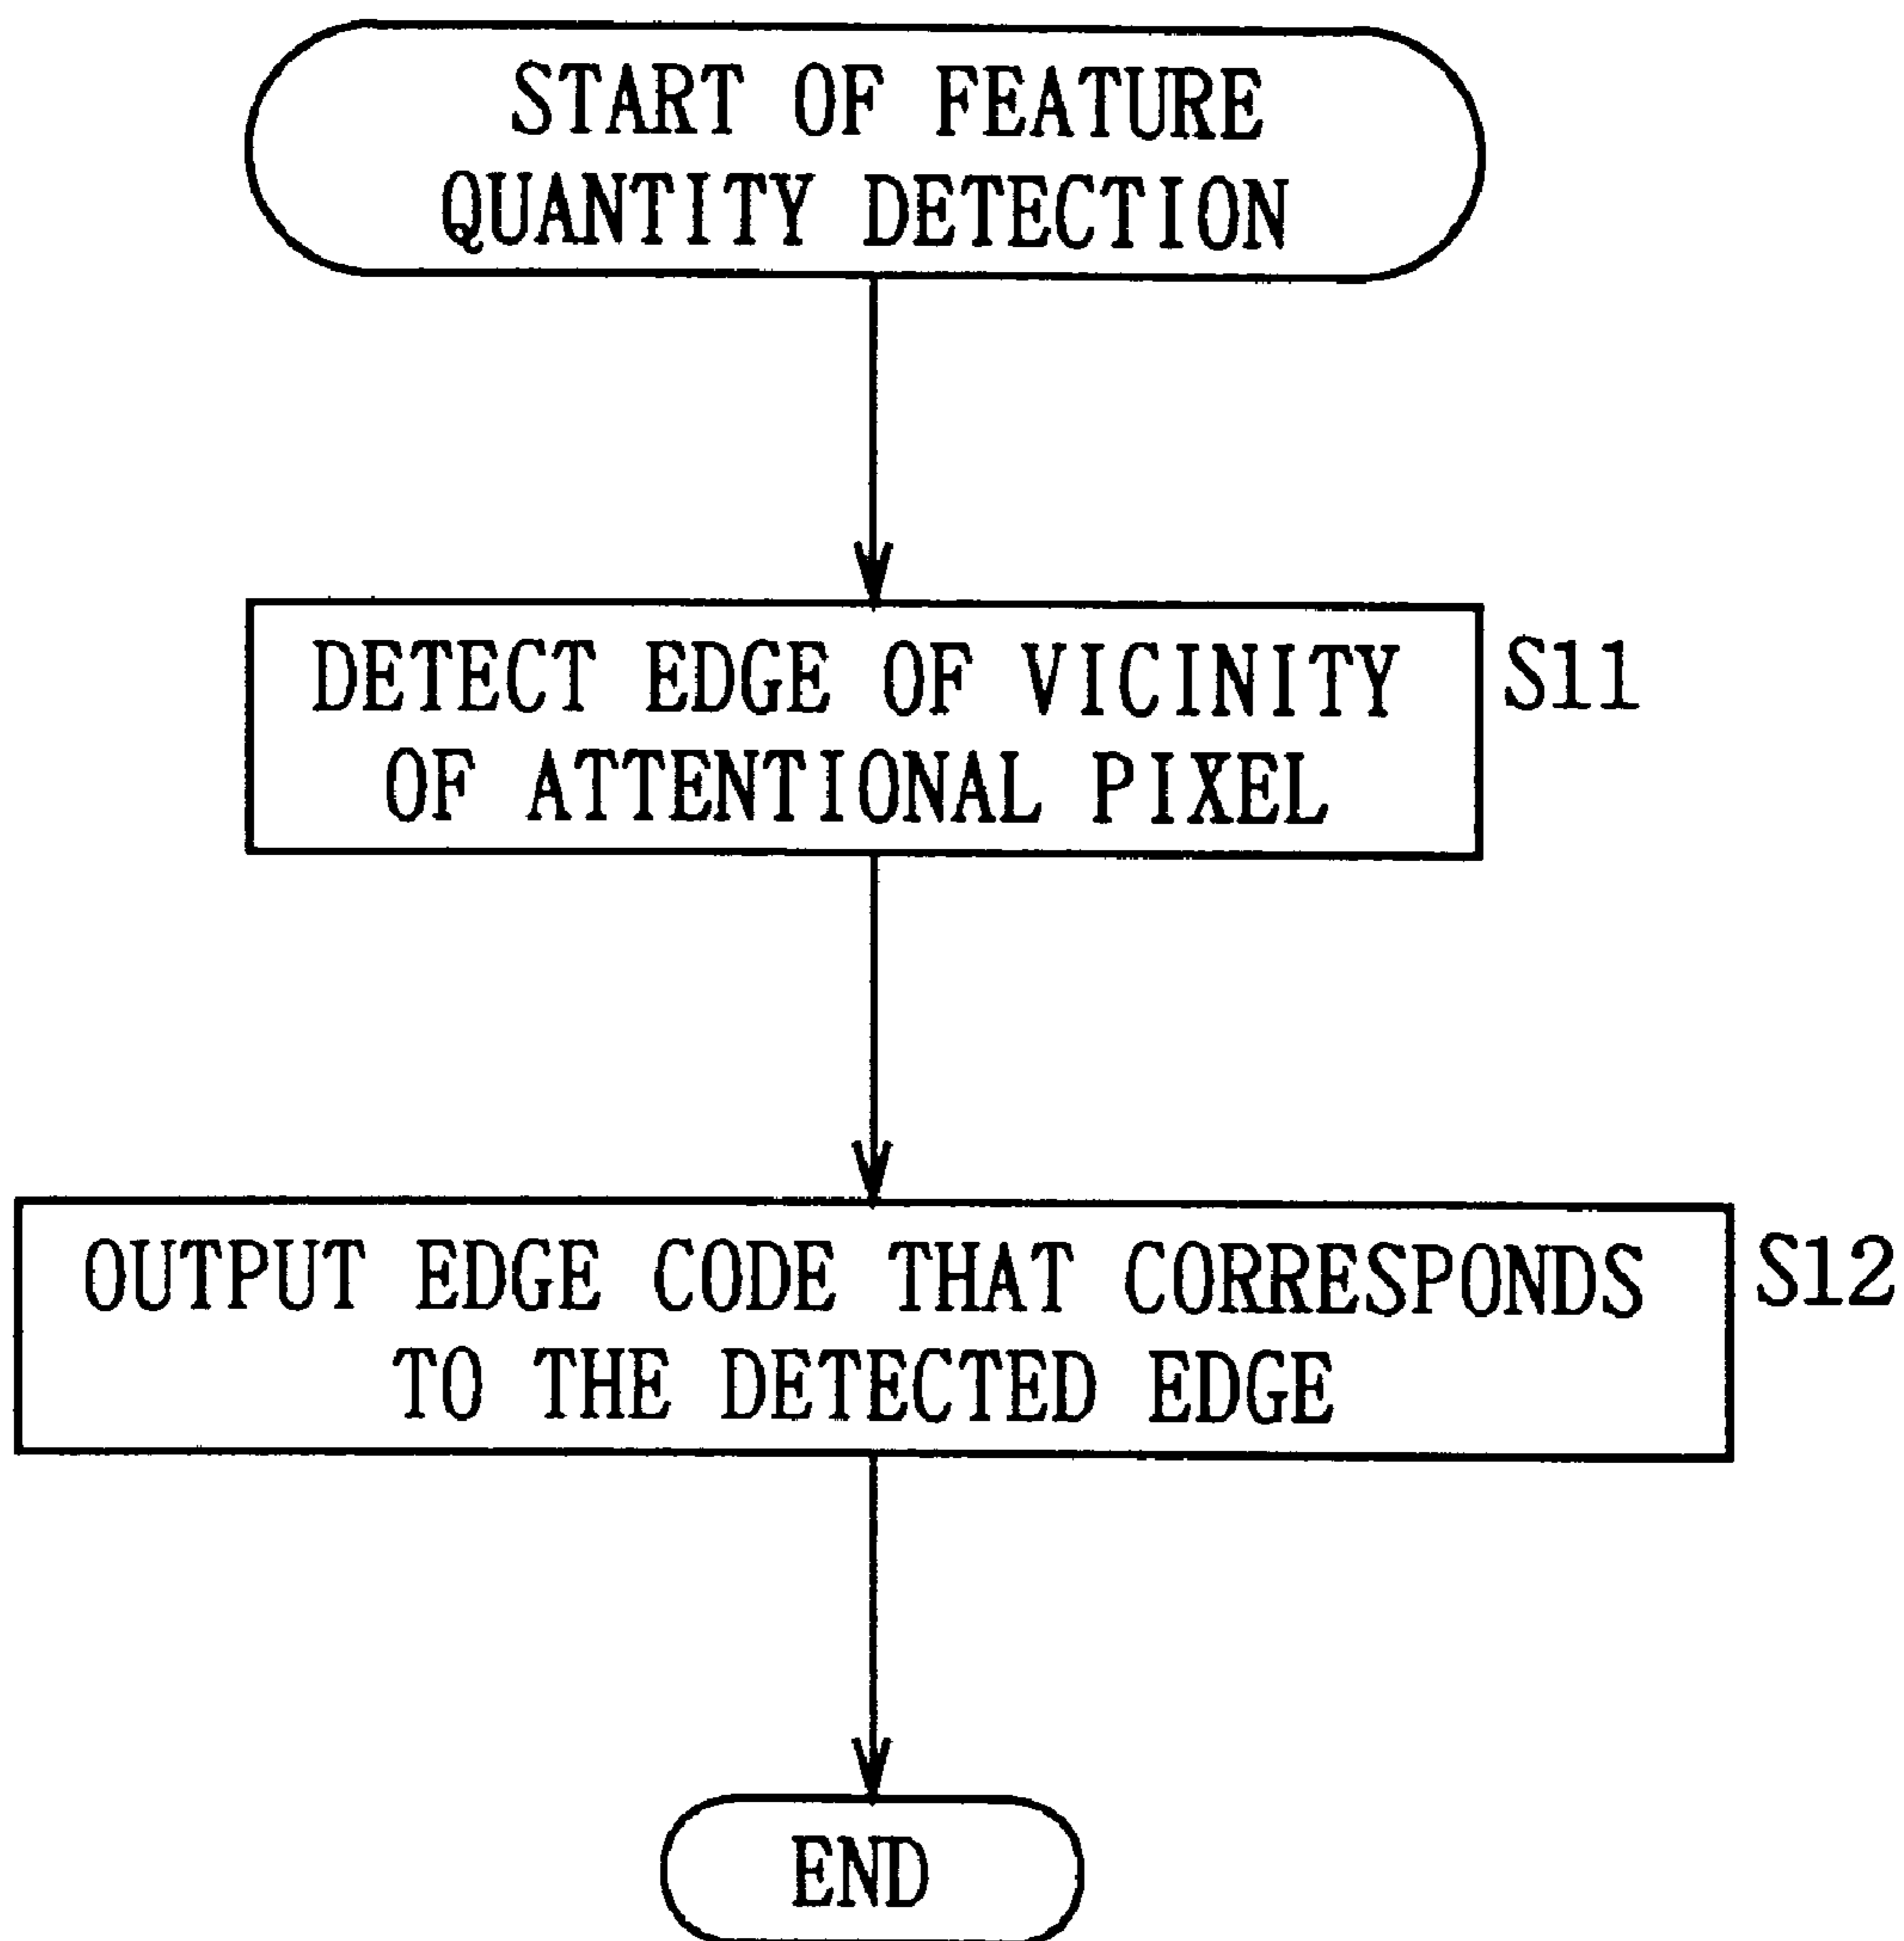 START OF FEATURE
QUANTITY DETECTION
DETECT EDGE OF VICINITY
OF ATTENTIONAL PIXEL
S11
OUTPUT EDGE CODE THAT CORRESPONDS
TO THE DETECTED EDGE
S12
END